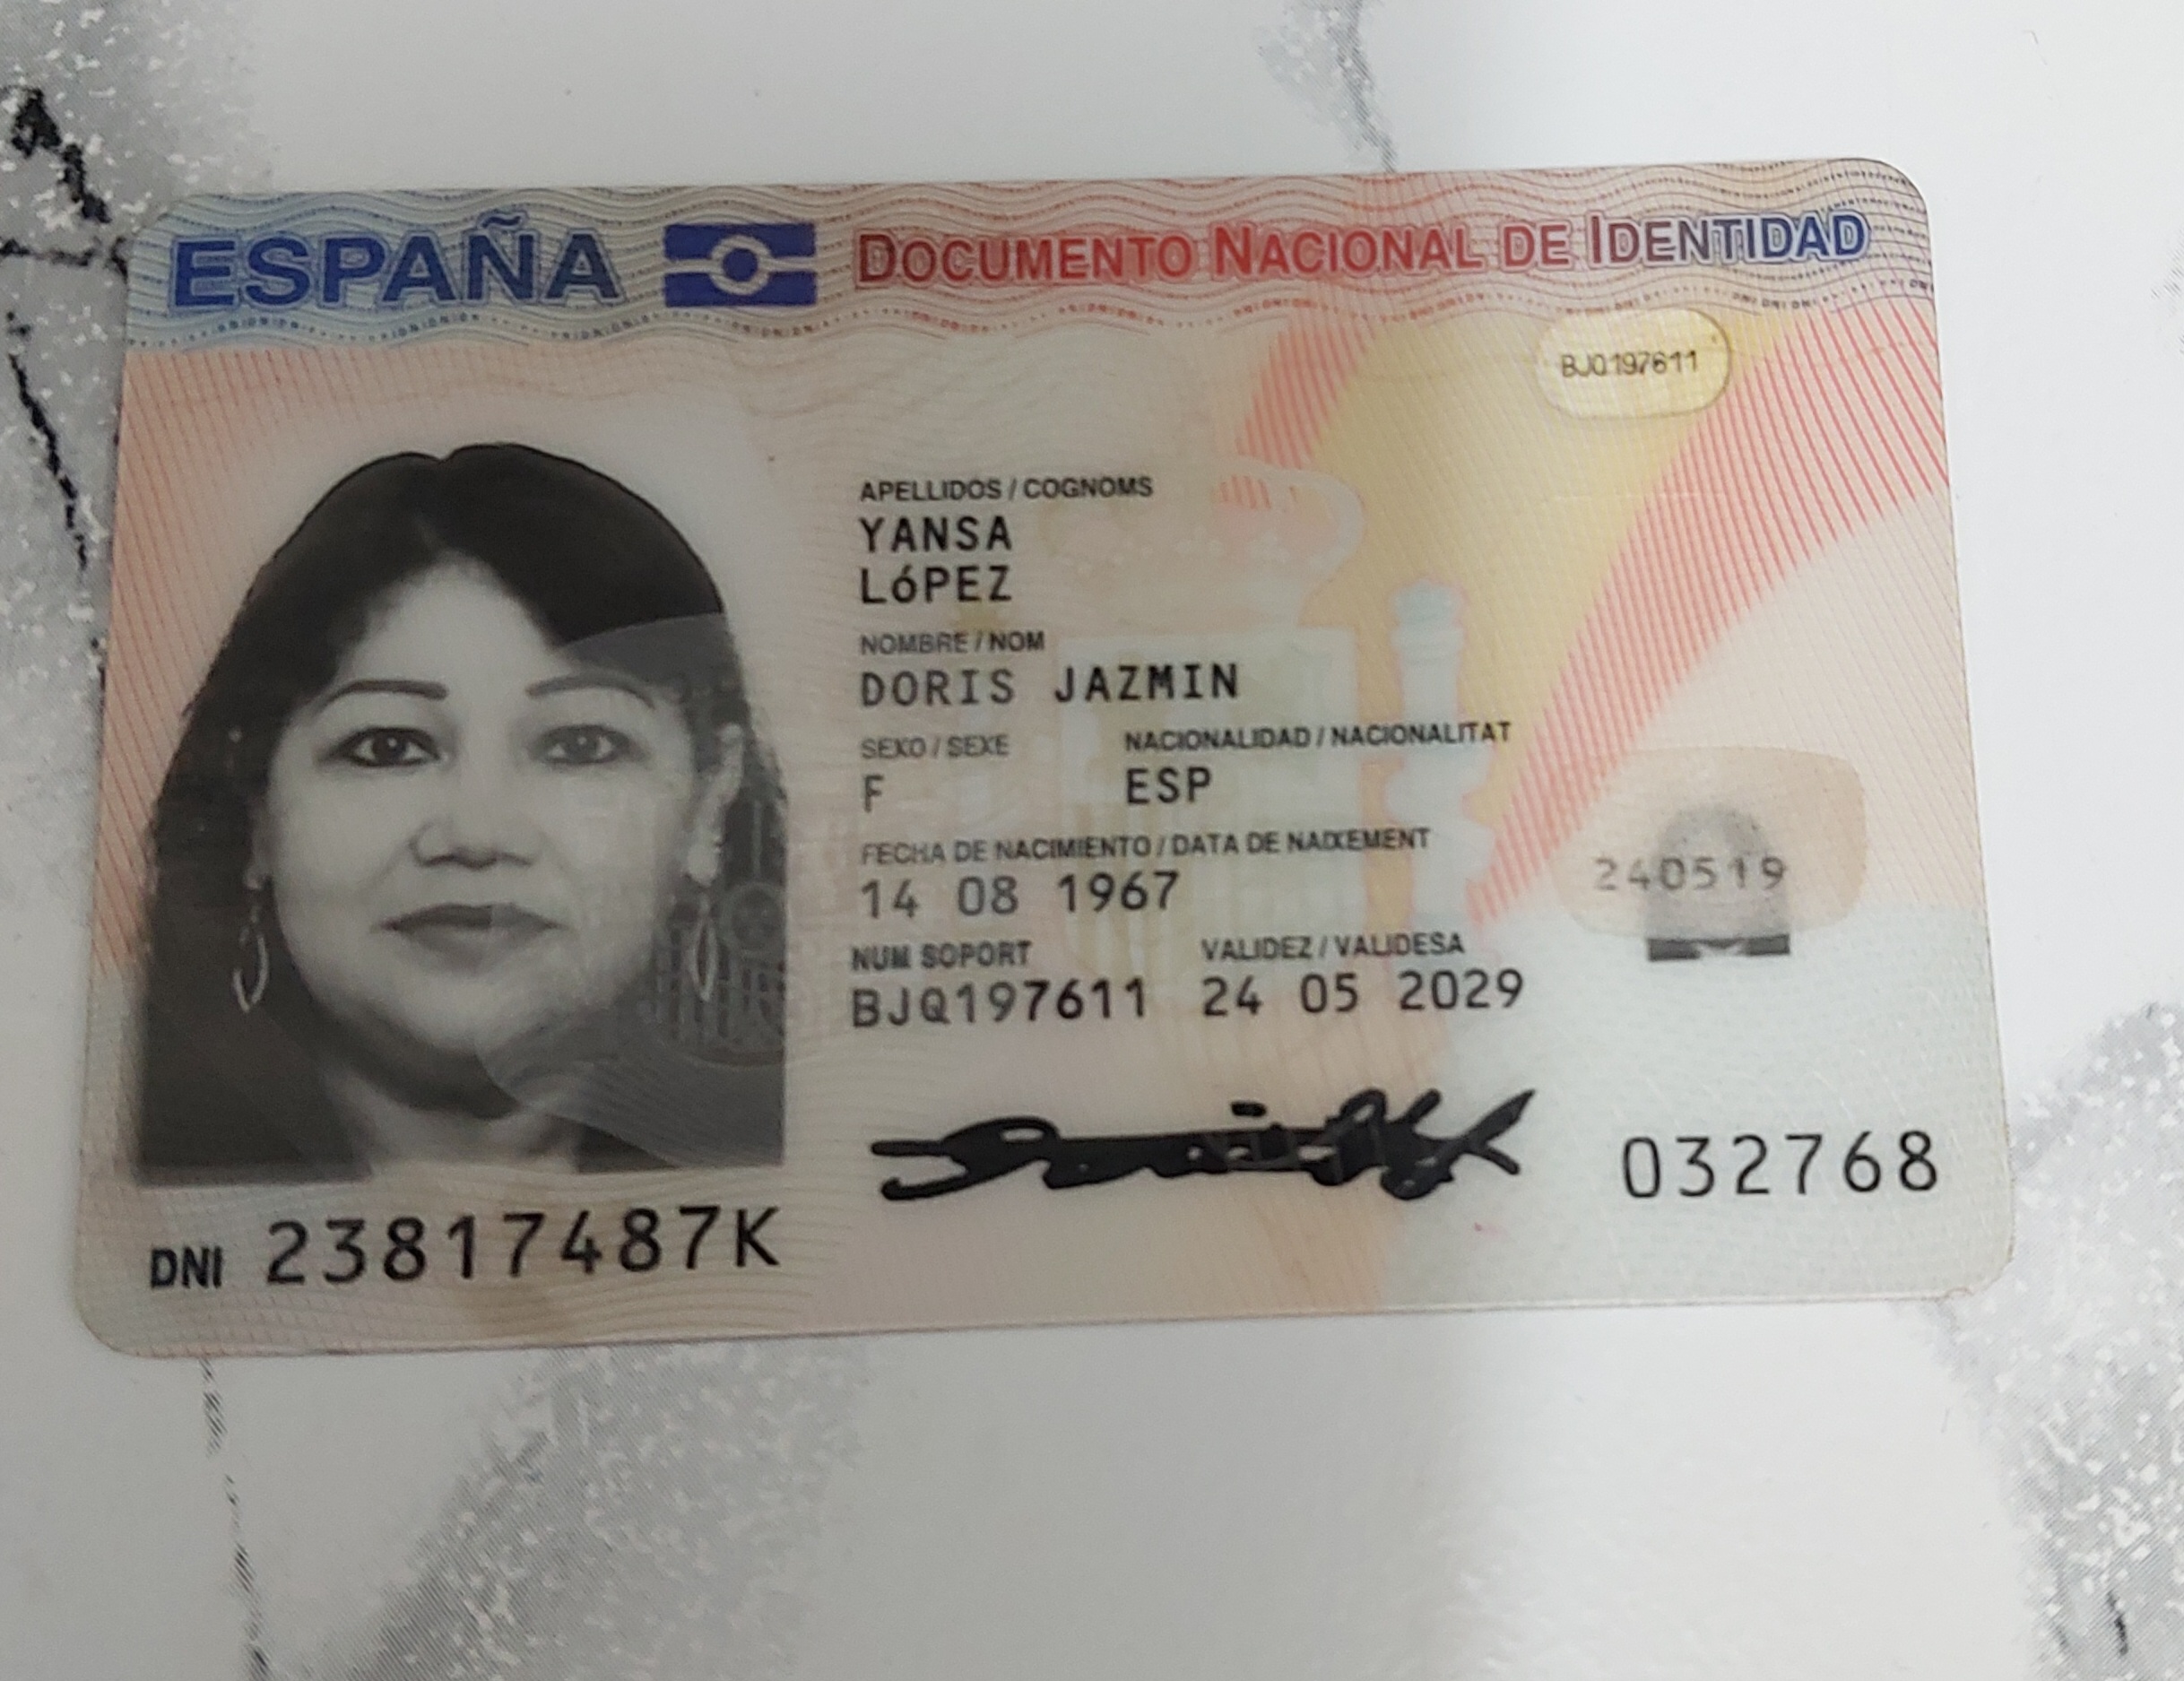 ESPAÑA DOCUMENTO NACIONAL DE IDENTIDAD
BJQ197611
APELLIDOS / COGNOMS
YANSA
LóPEZ
NOMBRE / NOM
DORIS JAZMIN
SEXO / SEXE NACIONALIDAD / NACIONALITAT
F ESP
FECHA DE NACIMIENTO / DATA DE NAIXEMENT
14 08 1967
240519
NUM SOPORT VALIDEZ / VALIDESA
BJQ197611 24 05 2029
032768
DNI 23817487K